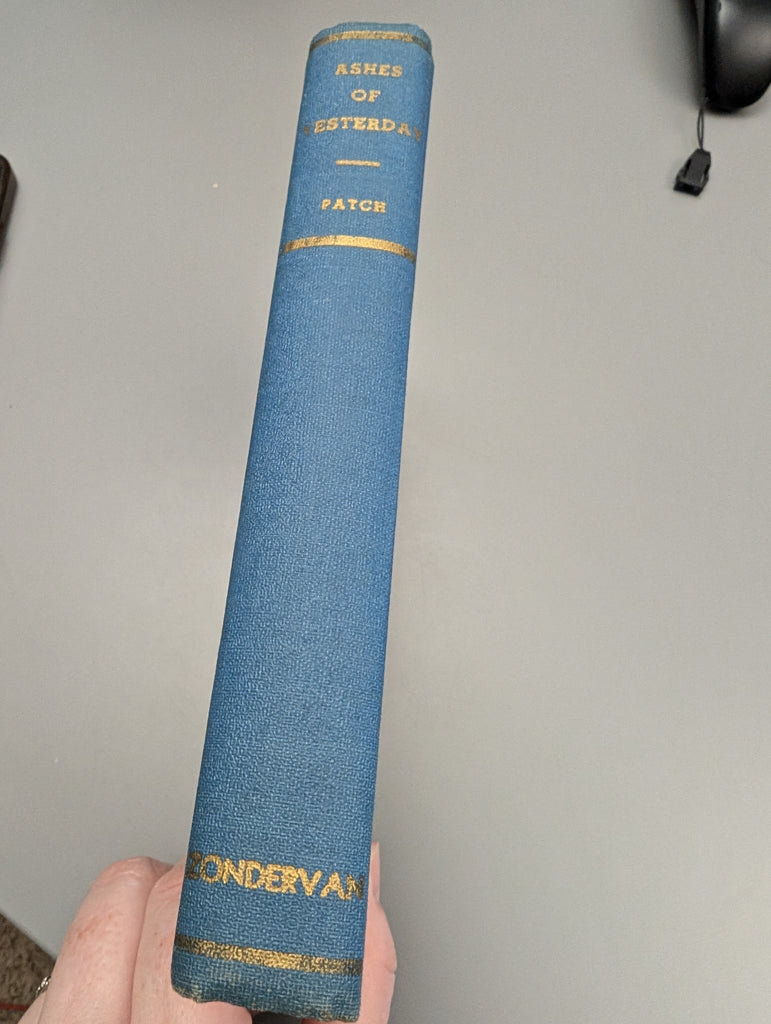 ASHES
OF
YESTERDAY
PATCH
ZONDERVAN